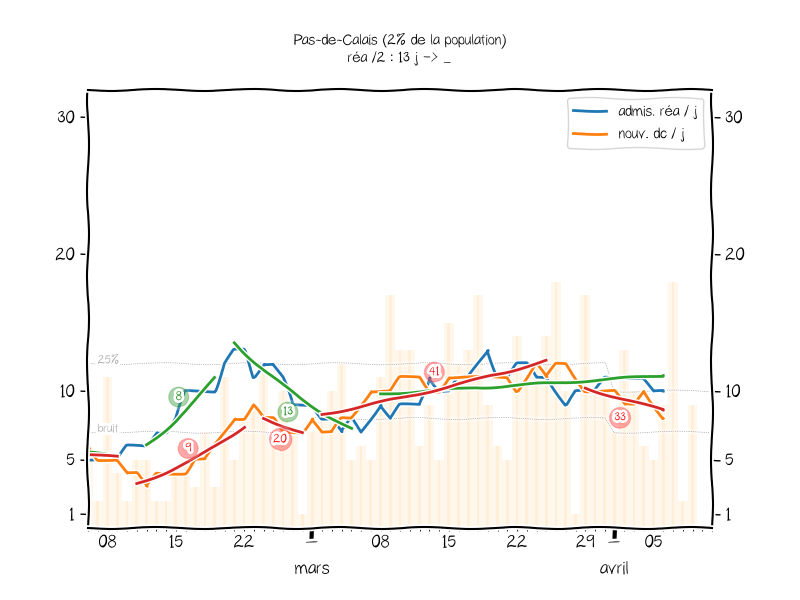 Pas-de-Calais (2% de la population)
réa /2 : 13 j -> _
admis. réa / j
nouv. dc / j
30
30
20
20
25%
41
10
8
10
13
33
bruit
9
20
5
5
1
1
08 15 22 _ 08 15 22 29 _ 05
mars avril